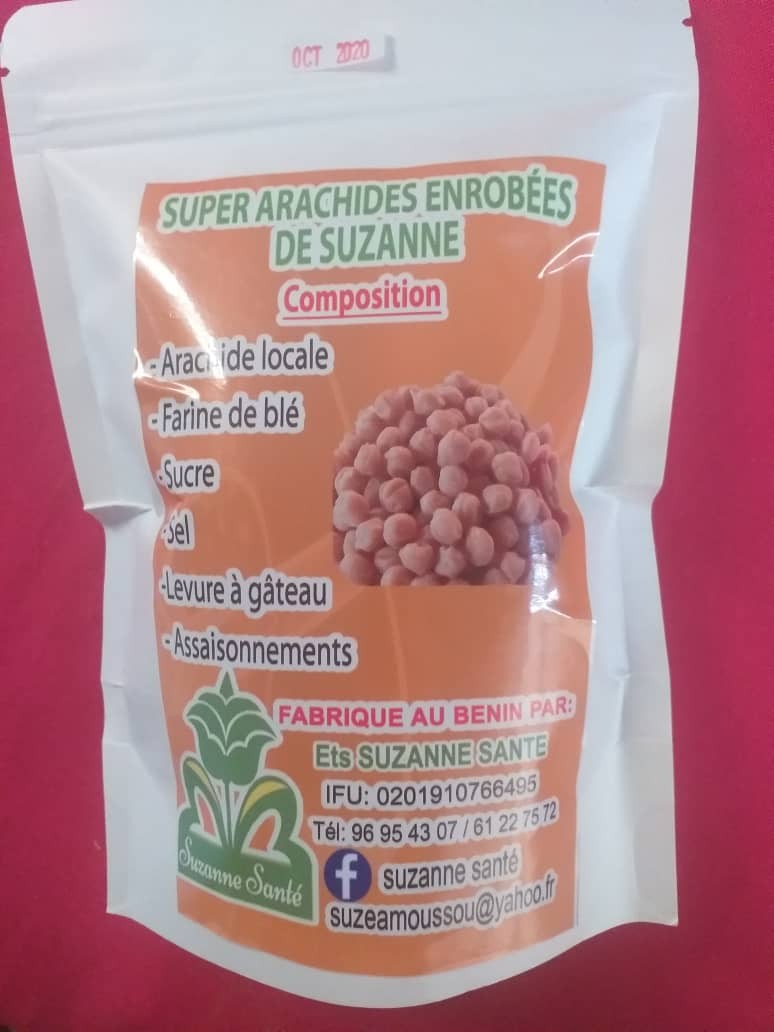 OCT 2020
SUPER ARACHIDES ENROBÉES
DE SUZANNE
Composition
- Arachide locale
- Farine de blé
-Sucre
-Sel
-Levure à gâteau
- Assaisonnements
FABRIQUE AU BENIN PAR:
Ets SUZANNE SANTE
IFU: 0201910766495
Tél: 96 95 43 07 / 61 22 75 72
f suzanne santé
suzeamoussou@yahoo.fr
Suzanne Santé